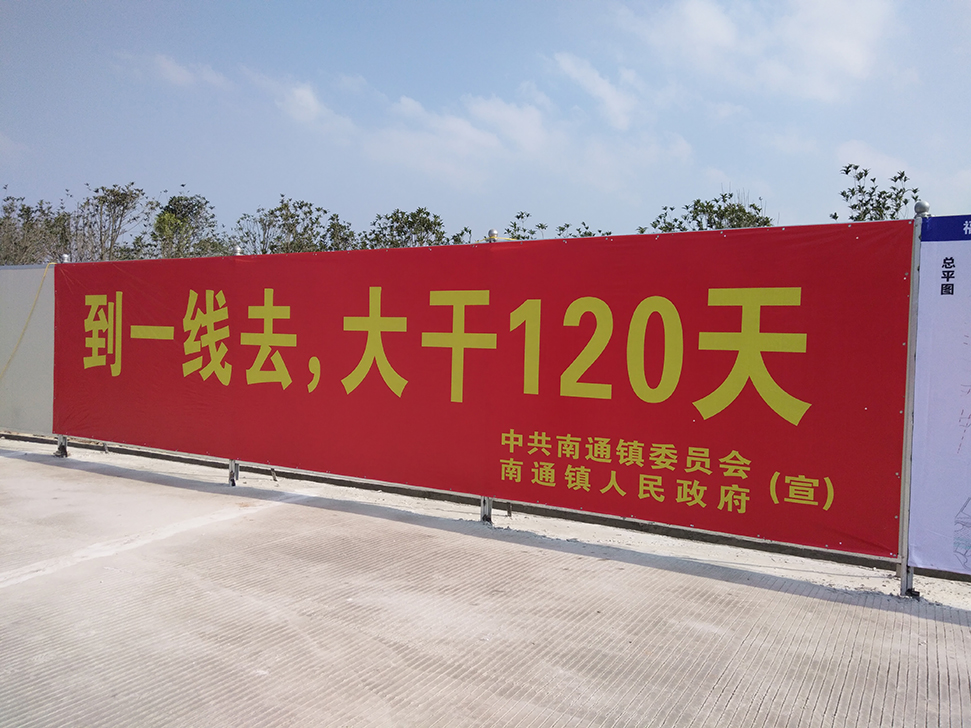 到一线去,大干120天
中共南通镇委员会
南通镇人民政府
(宣)
总平图